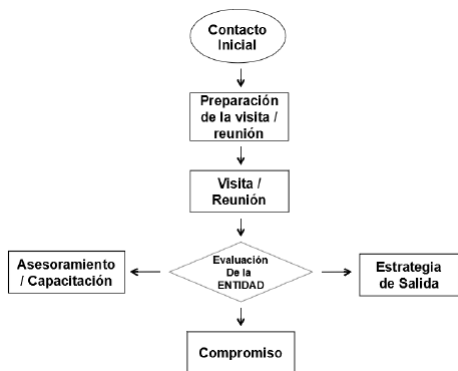 Contacto
Inicial
Preparación
de la visita /
reunión
Visita /
Reunión
Evaluación
De la
ENTIDAD
Asesoramiento
/ Capacitación
Estrategia
de Salida
Compromiso